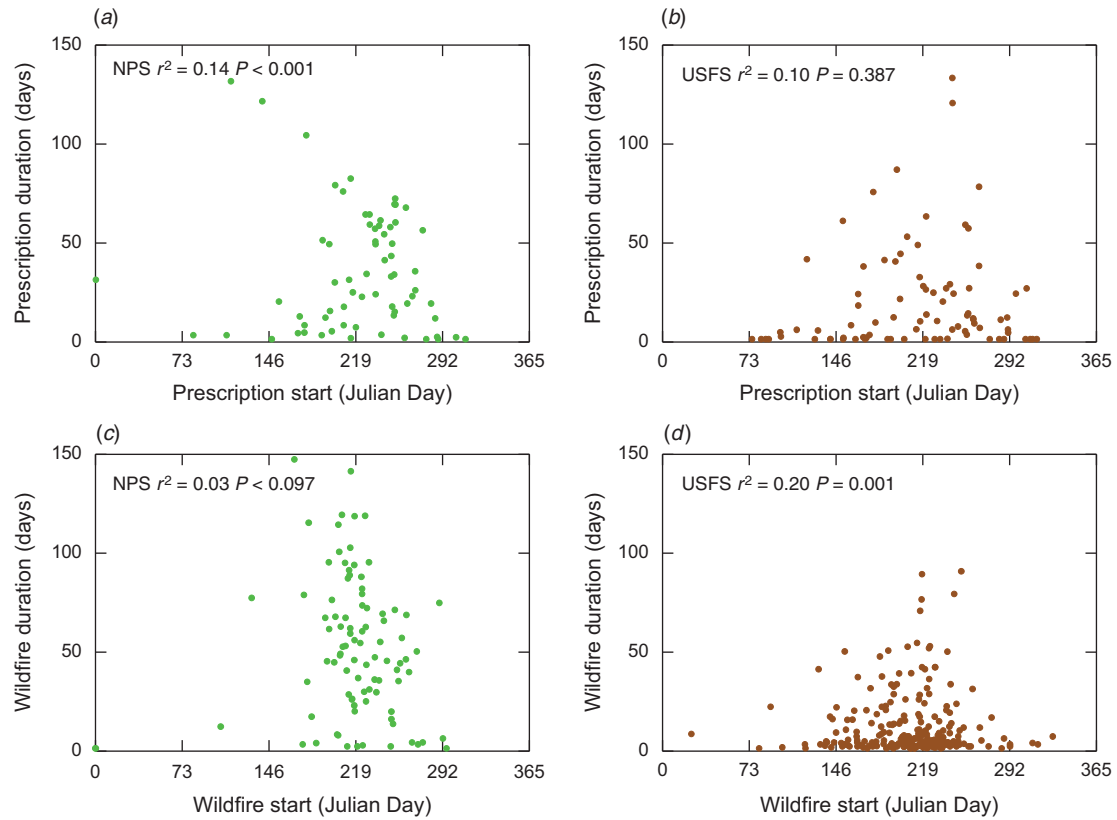 (a)
NPS r² = 0.14 P < 0.001
150
100
50
0
0 73 146 219 292 365
Prescription duration (days)
Prescription start (Julian Day)
(b)
USFS r² = 0.10 P = 0.387
150
100
50
0
0 73 146 219 292 365
Prescription duration (days)
Prescription start (Julian Day)
(c)
NPS r² = 0.03 P < 0.097
150
100
50
0
0 73 146 219 292 365
Wildfire duration (days)
Wildfire start (Julian Day)
(d)
USFS r² = 0.20 P = 0.001
150
100
50
0
0 73 146 219 292 365
Wildfire duration (days)
Wildfire start (Julian Day)